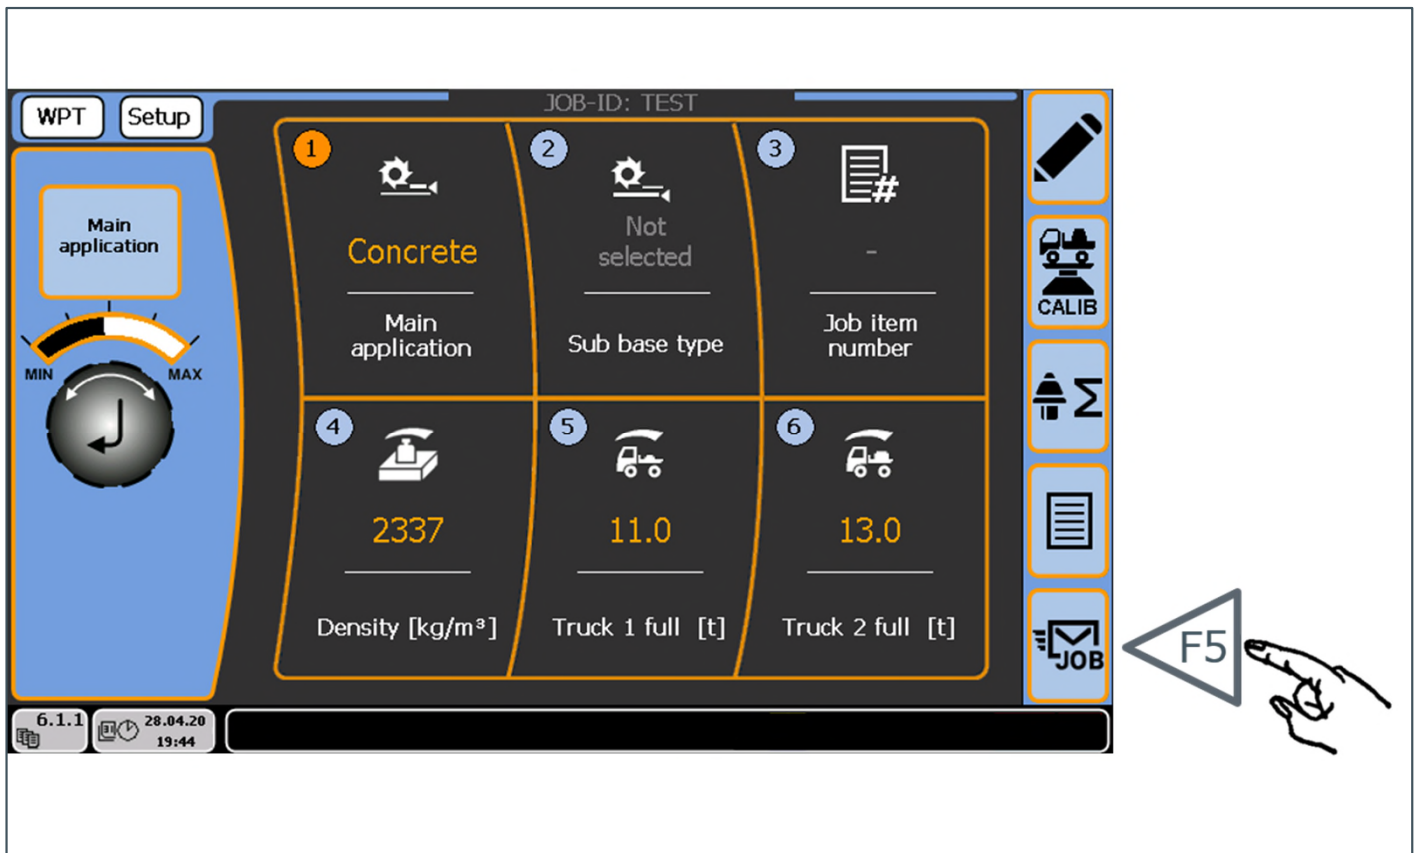 WPT
Setup
JOB-ID: TEST
Main
application
MIN
MAX
1
Concrete
Main
application
2
Not
selected
Sub base type
3
#
-
Job item
number
4
2337
Density [kg/m³]
5
11.0
Truck 1 full [t]
6
13.0
Truck 2 full [t]
CALIB
Σ
JOB
F5
6.1.1
31
28.04.20
19:44